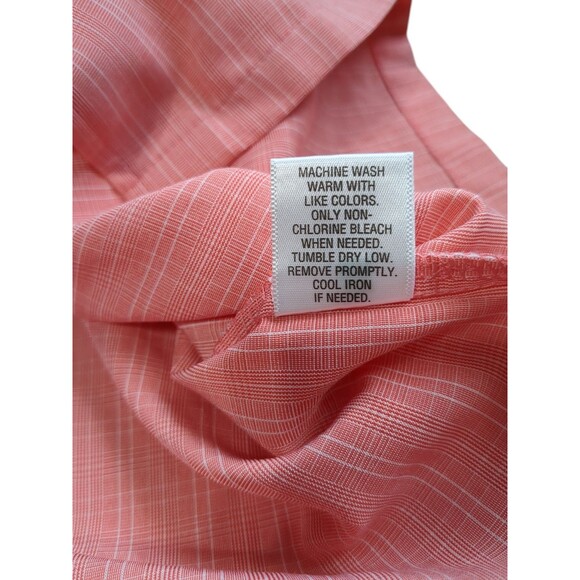 MACHINE WASH
WARM WITH
LIKE COLORS.
ONLY NON-
CHLORINE BLEACH
WHEN NEEDED.
TUMBLE DRY LOW.
REMOVE PROMPTLY.
COOL IRON
IF NEEDED.